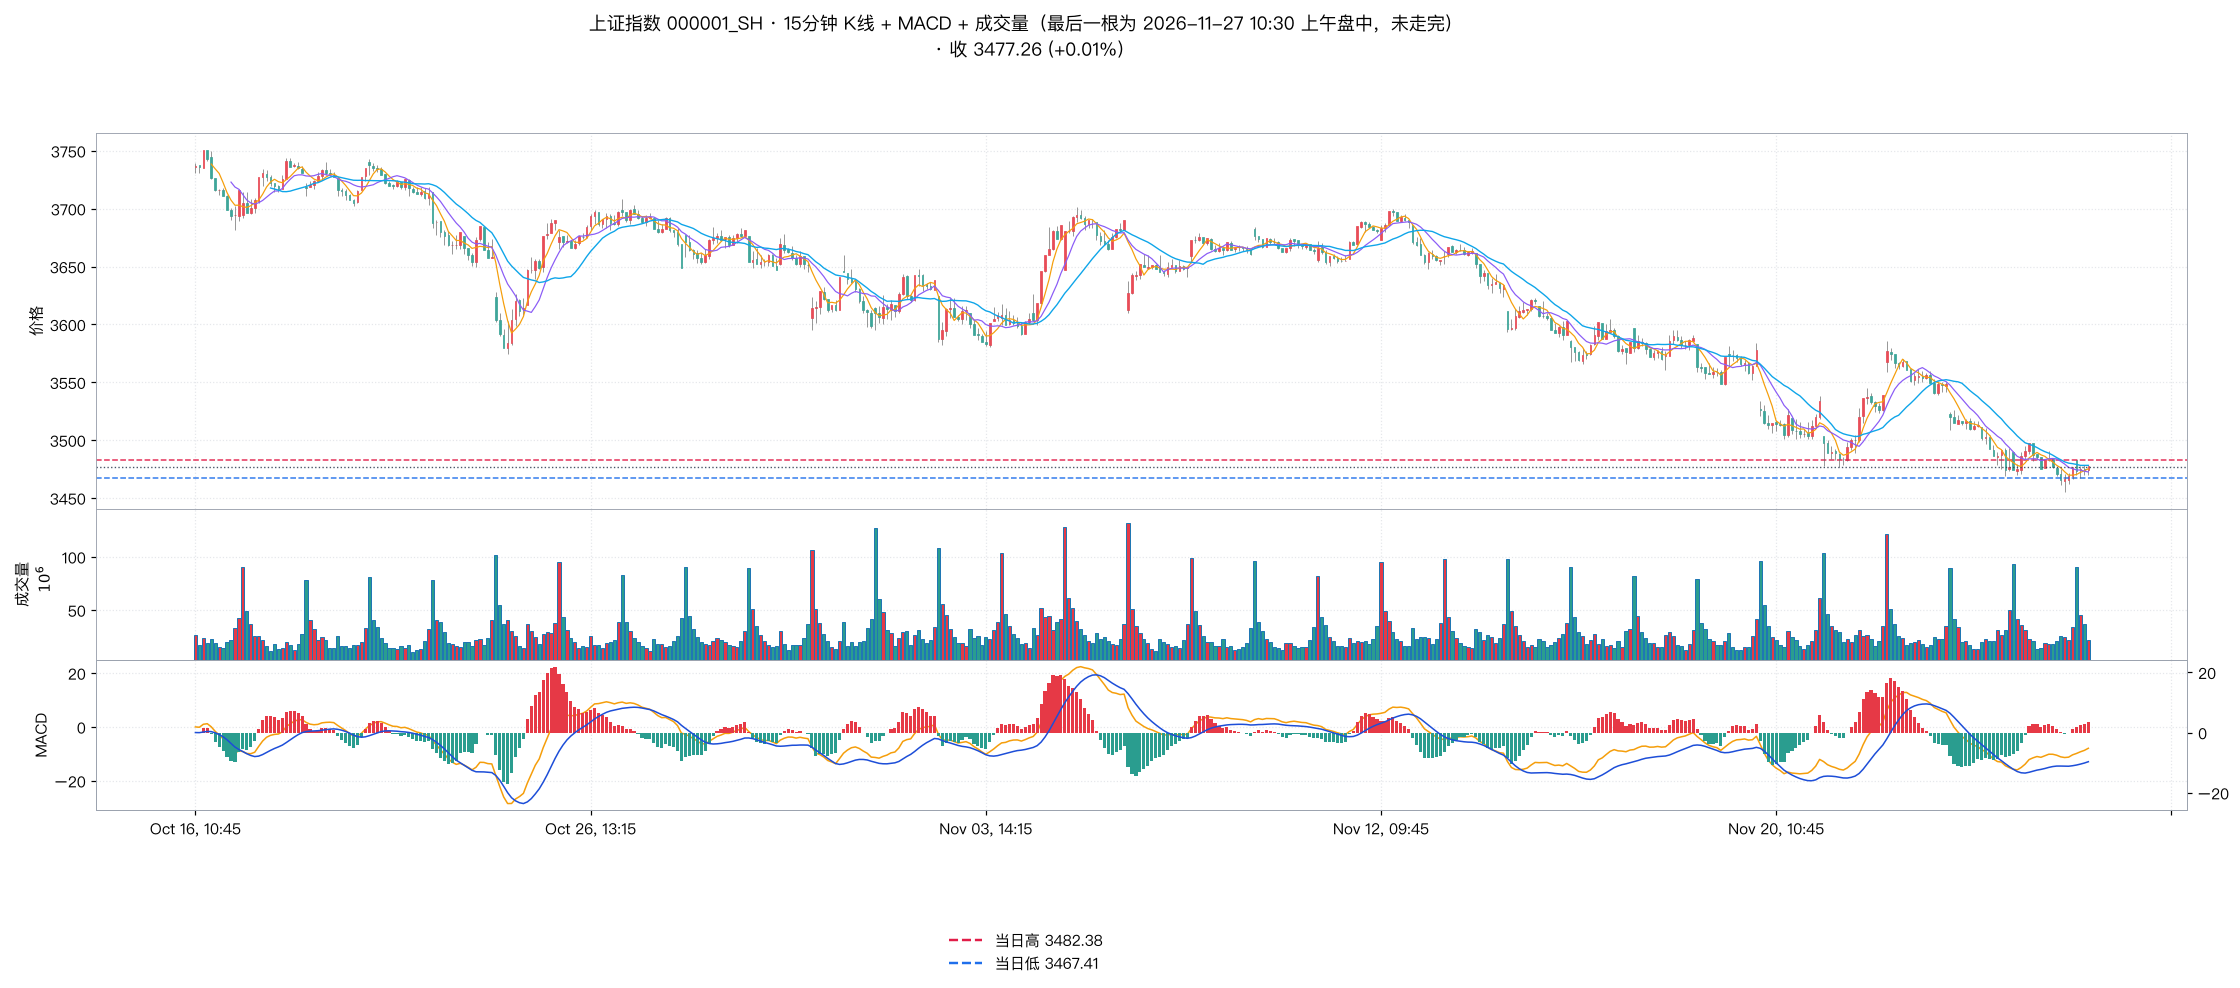 上证指数 000001_SH · 15分钟 K线 + MACD + 成交量（最后一根为 2026-11-27 10:30 上午盘中，未走完）
· 收 3477.26 (+0.01%)
3750
3700
3650
3600
3550
3500
3450
价格
100
50
成交量
10⁶
20
0
−20
MACD
20
0
−20
Oct 16, 10:45
Oct 26, 13:15
Nov 03, 14:15
Nov 12, 09:45
Nov 20, 10:45
当日高 3482.38
当日低 3467.41